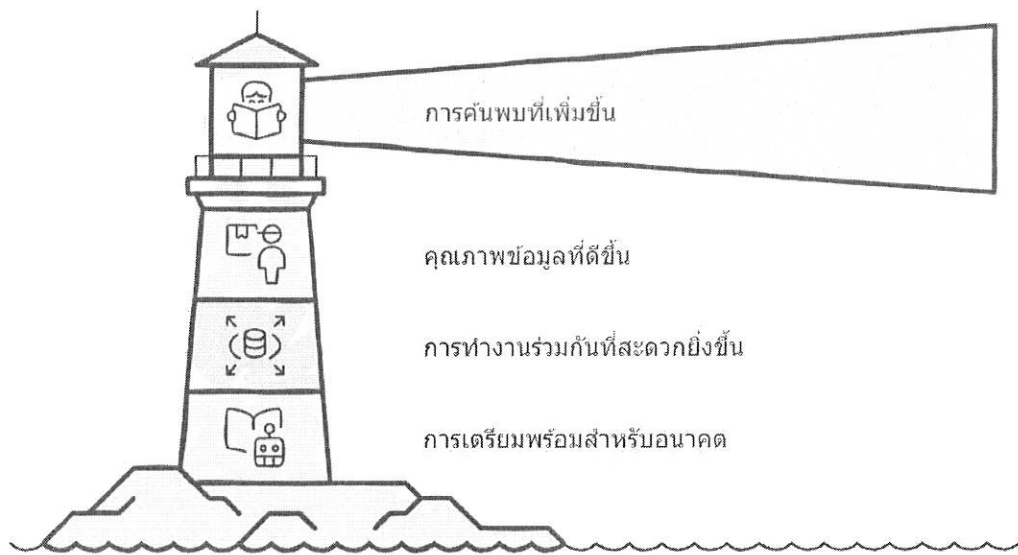 การค้นพบที่เพิ่มขึ้น
คุณภาพข้อมูลที่ดีขึ้น
การทำงานร่วมกันที่สะดวกยิ่งขึ้น
การเตรียมพร้อมสำหรับอนาคต